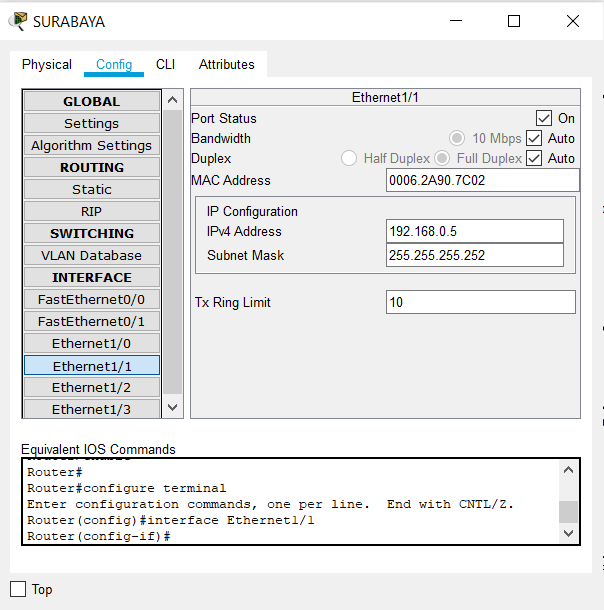 SURABAYA
Physical Config CLI Attributes
GLOBAL
Settings
Algorithm Settings
ROUTING
Static
RIP
SWITCHING
VLAN Database
INTERFACE
FastEthernet0/0
FastEthernet0/1
Ethernet1/0
Ethernet1/1
Ethernet1/2
Ethernet1/3
Ethernet1/1
Port Status On
Bandwidth 10 Mbps Auto
Duplex Half Duplex Full Duplex Auto
MAC Address 0006.2A90.7C02
IP Configuration
IPv4 Address 192.168.0.5
Subnet Mask 255.255.255.252
Tx Ring Limit 10
Equivalent IOS Commands
Router#
Router#configure terminal
Enter configuration commands, one per line. End with CNTL/Z.
Router(config)#interface Ethernet1/1
Router(config-if)#
Top